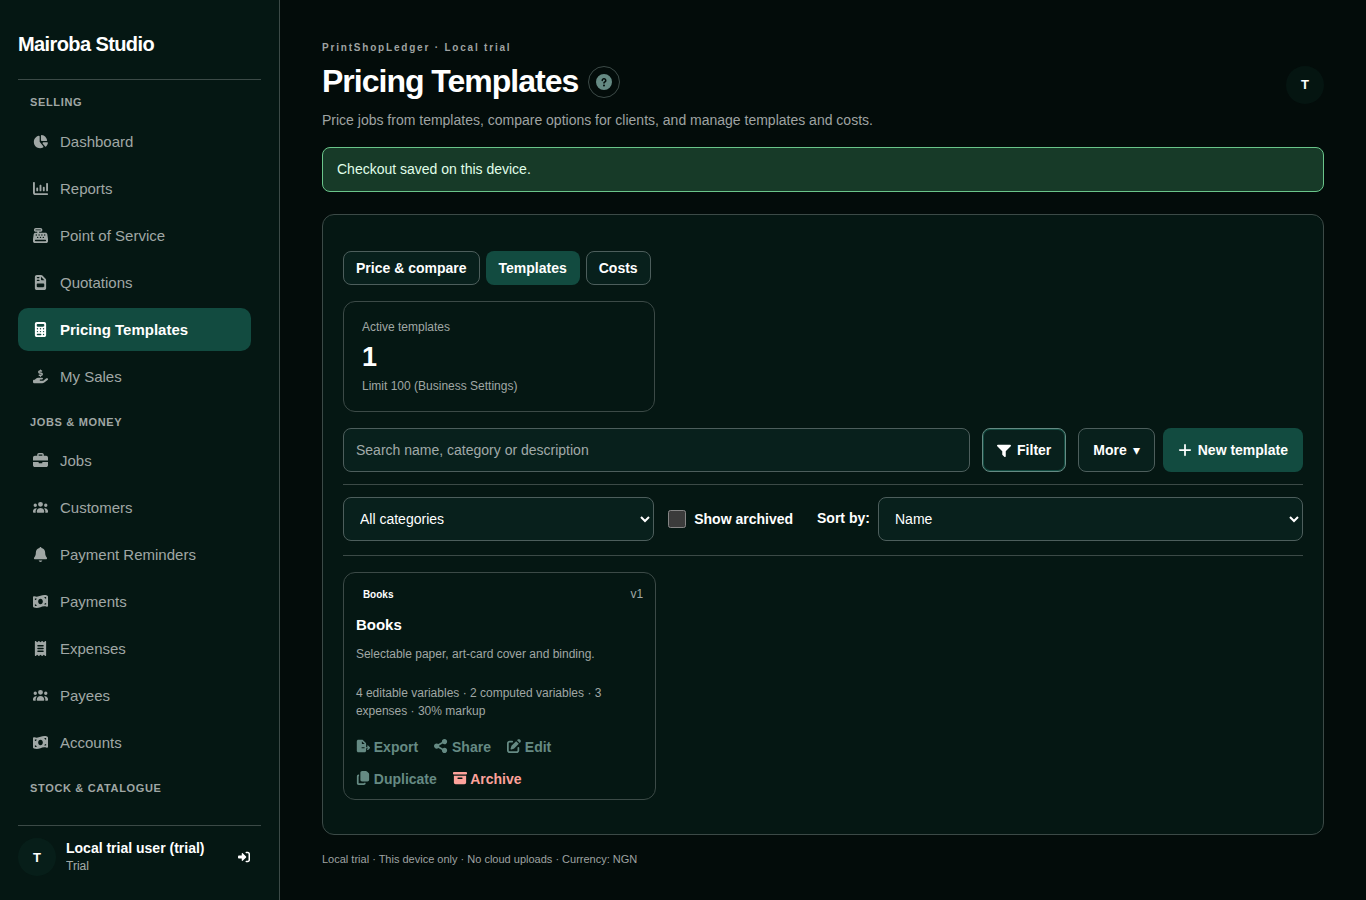 Mairoba Studio
SELLING
Dashboard
Reports
Point of Service
Quotations
Pricing Templates
My Sales
JOBS & MONEY
Jobs
Customers
Payment Reminders
Payments
Expenses
Payees
Accounts
STOCK & CATALOGUE
T
Local trial user (trial)
Trial
PrintShopLedger · Local trial
Pricing Templates
?
T
Price jobs from templates, compare options for clients, and manage templates and costs.
Checkout saved on this device.
Price & compare
Templates
Costs
Active templates
1
Limit 100 (Business Settings)
Search name, category or description
Filter
More ▾
New template
All categories
Show archived
Sort by:
Name
Books
v1
Books
Selectable paper, art-card cover and binding.
4 editable variables · 2 computed variables · 3
expenses · 30% markup
Export
Share
Edit
Duplicate
Archive
Local trial · This device only · No cloud uploads · Currency: NGN